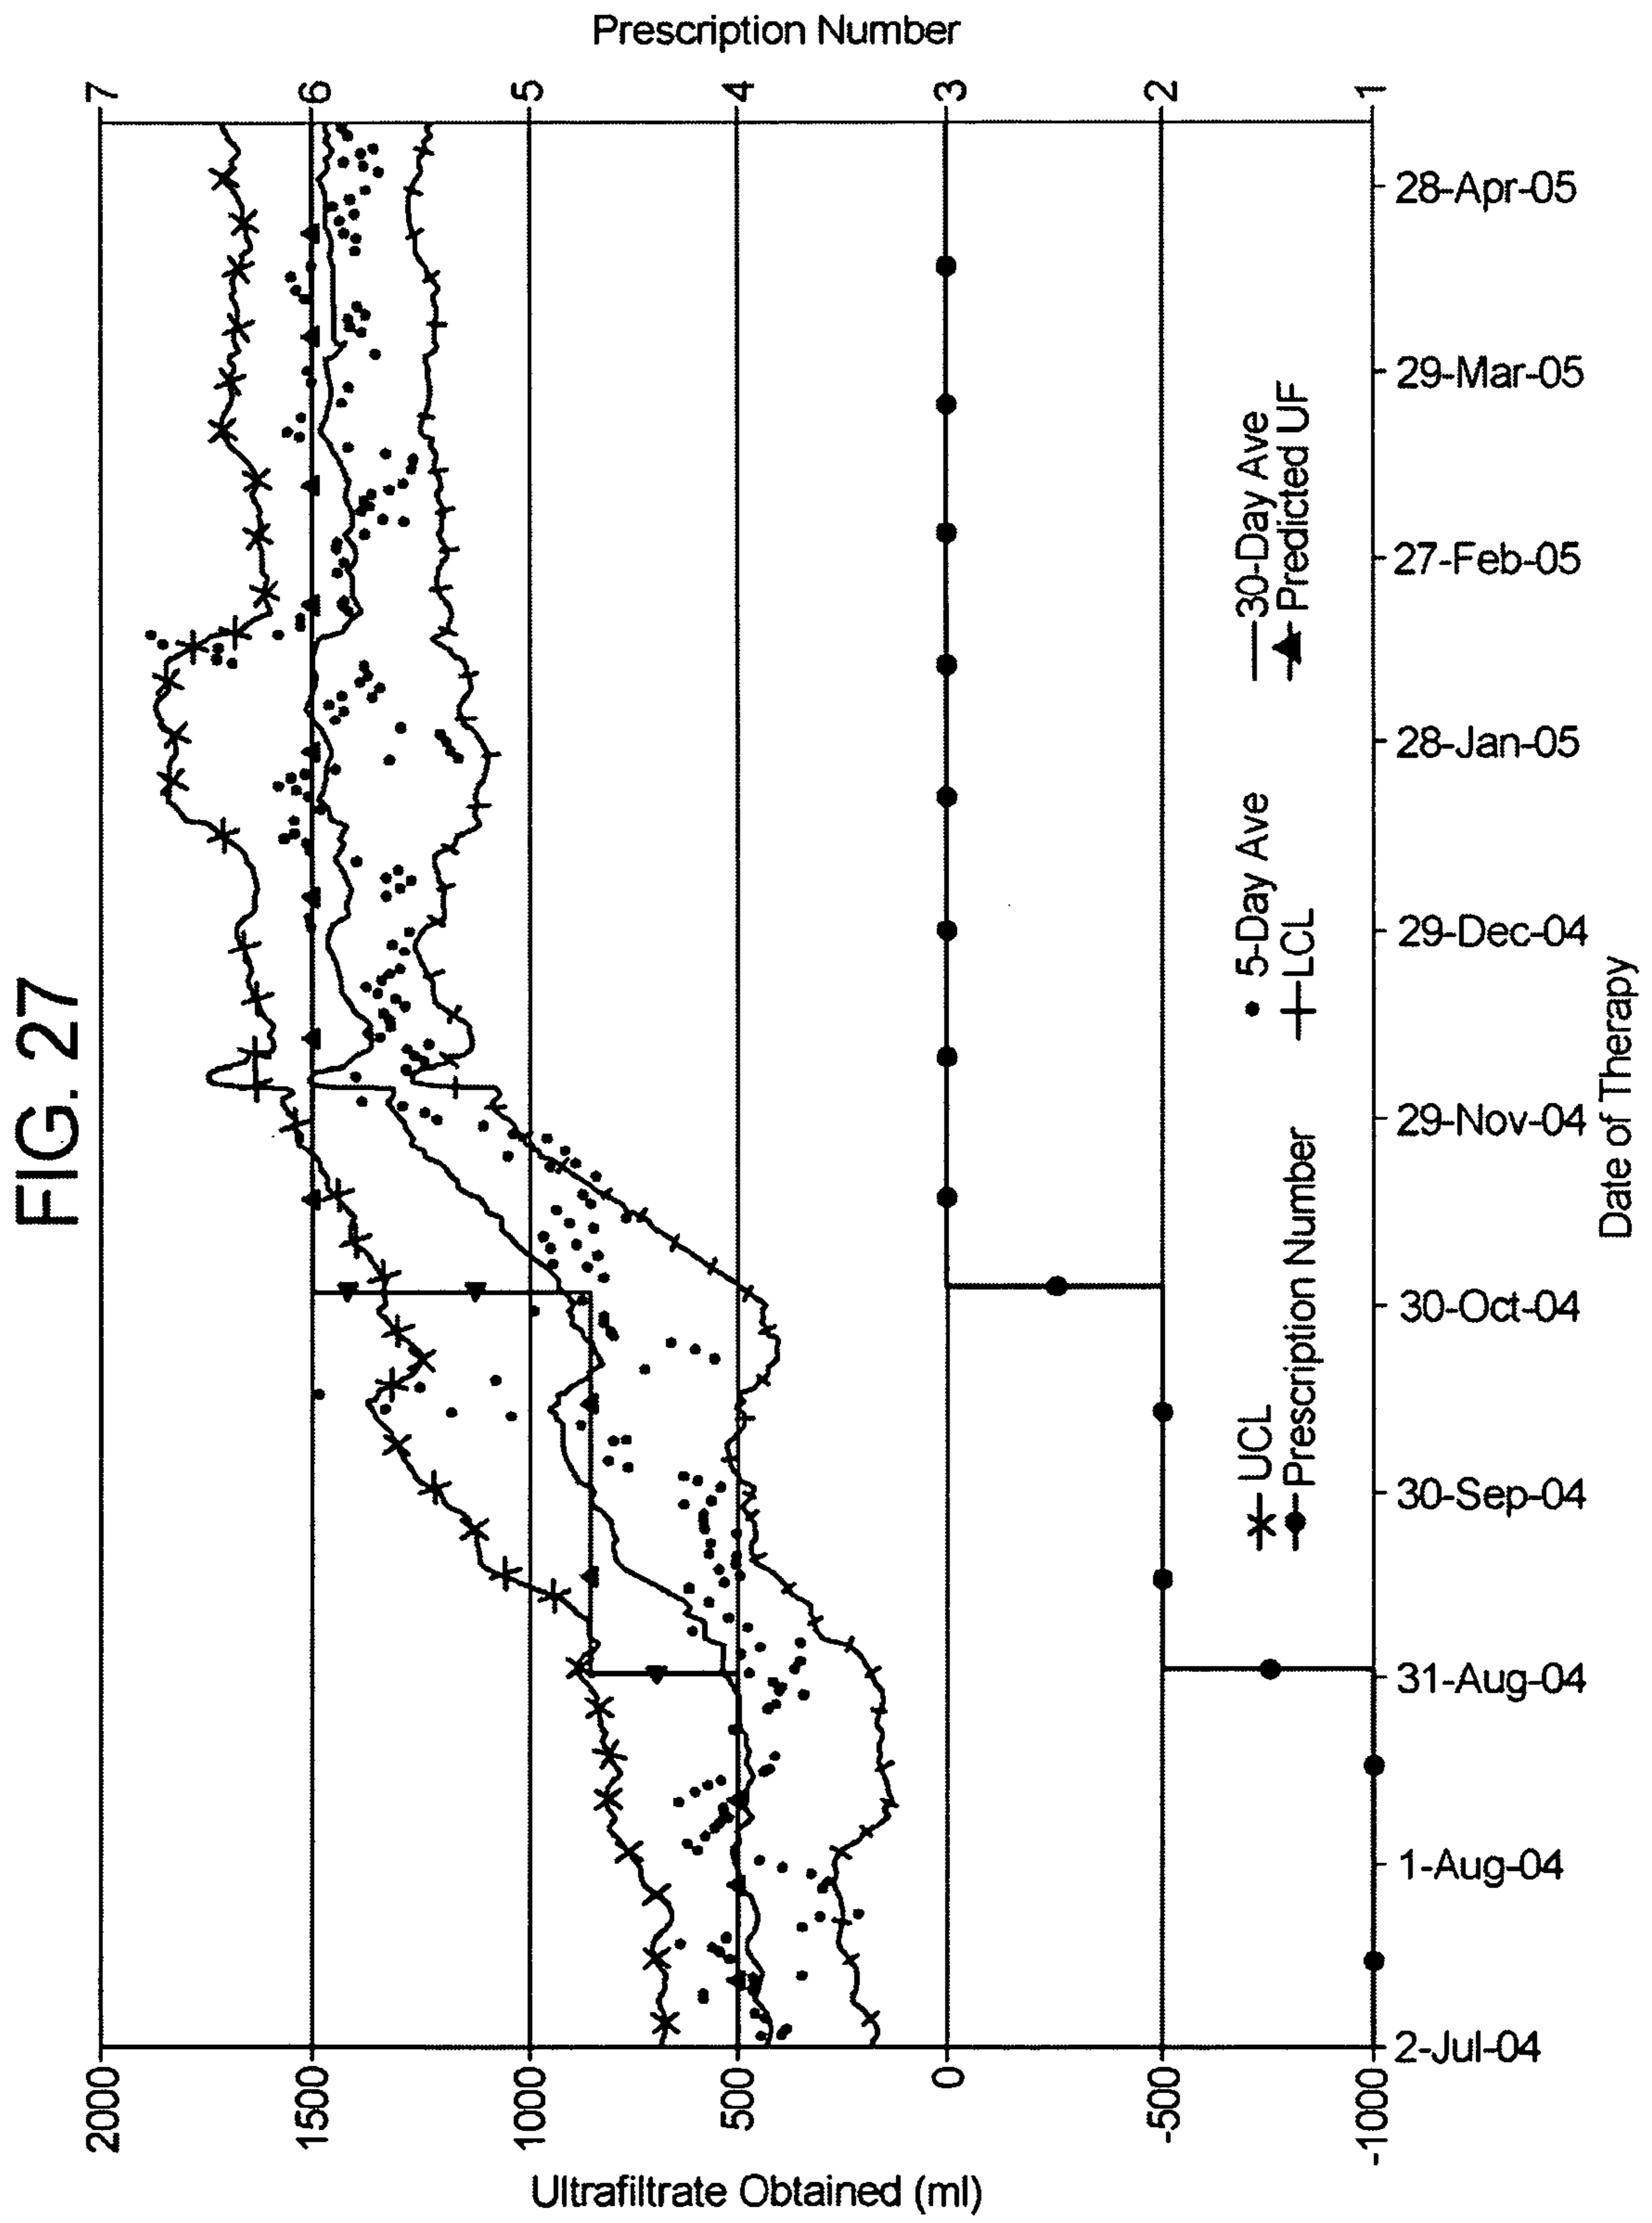 FIG. 27
Prescription Number
7
6
5
4
3
2
1
2000
1500
1000
500
0
-500
-1000
Ultrafiltrate Obtained (ml)
2-Jul-04
1-Aug-04
31-Aug-04
30-Sep-04
30-Oct-04
29-Nov-04
29-Dec-04
28-Jan-05
27-Feb-05
29-Mar-05
28-Apr-05
Date of Therapy
UCL
5-Day Ave
30-Day Ave
Prescription Number
LCL
Predicted UF